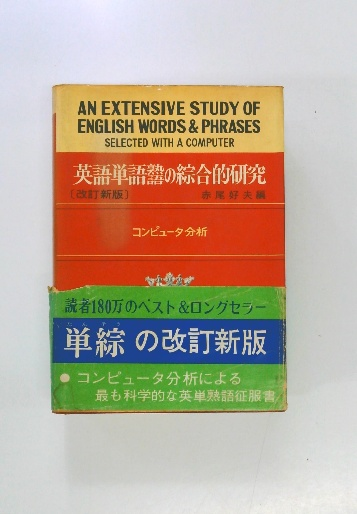 AN EXTENSIVE STUDY OF
ENGLISH WORDS & PHRASES
SELECTED WITH A COMPUTER
英語単語熟語の綜合的研究
〔改訂新版〕 赤尾好夫編
コンピュータ分析
読者180万のベスト&ロングセラー
単綜の改訂新版
● コンピュータ分析による
最も科学的な英単熟語征服書